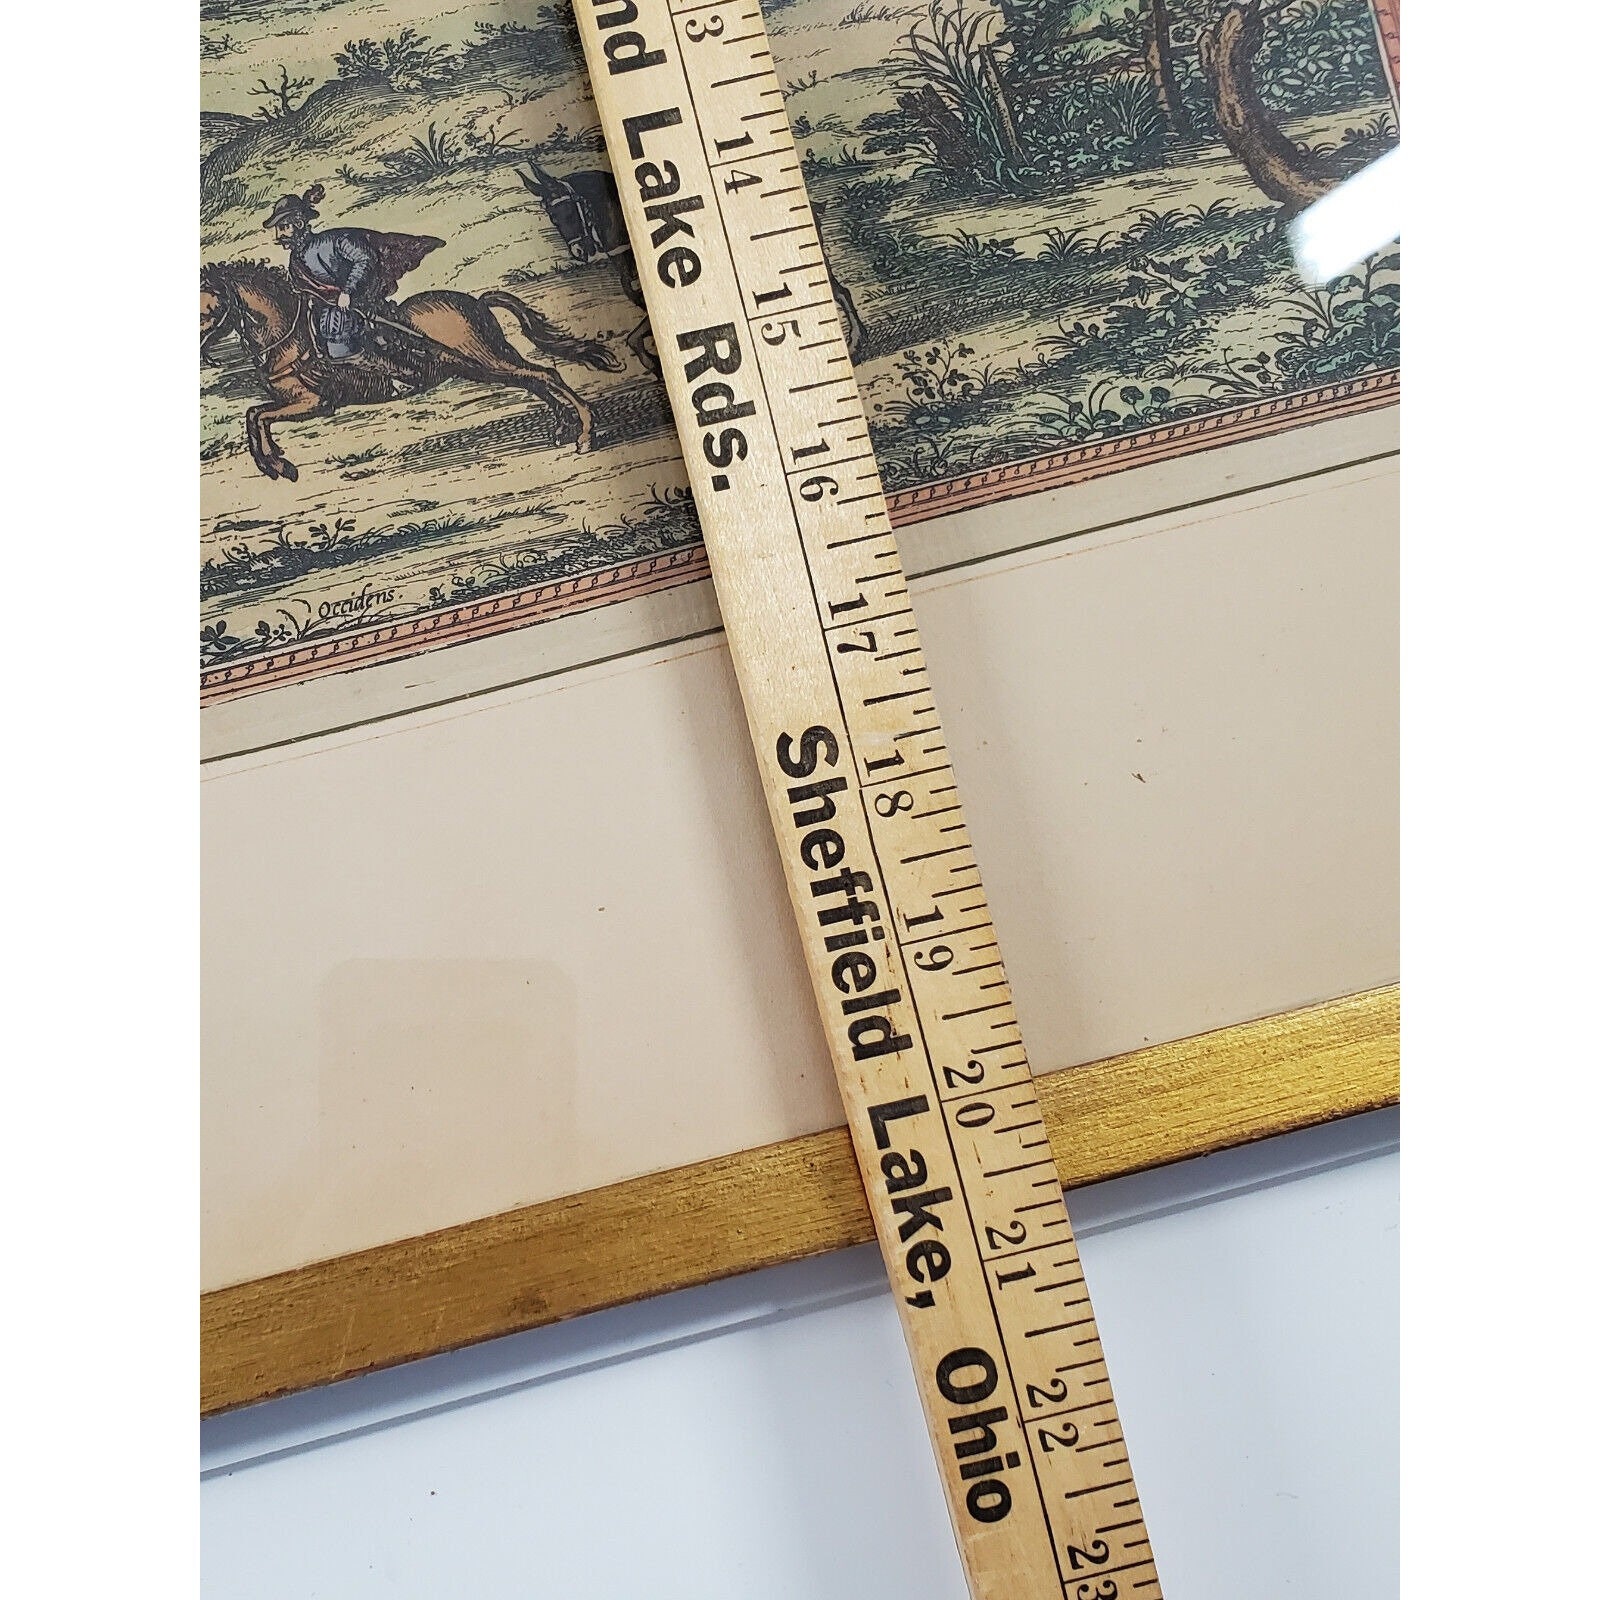 nd Lake Rds.
Sheffield Lake, Ohio
13 14 15 16 17 18 19 20 21 22 23
Occidens.